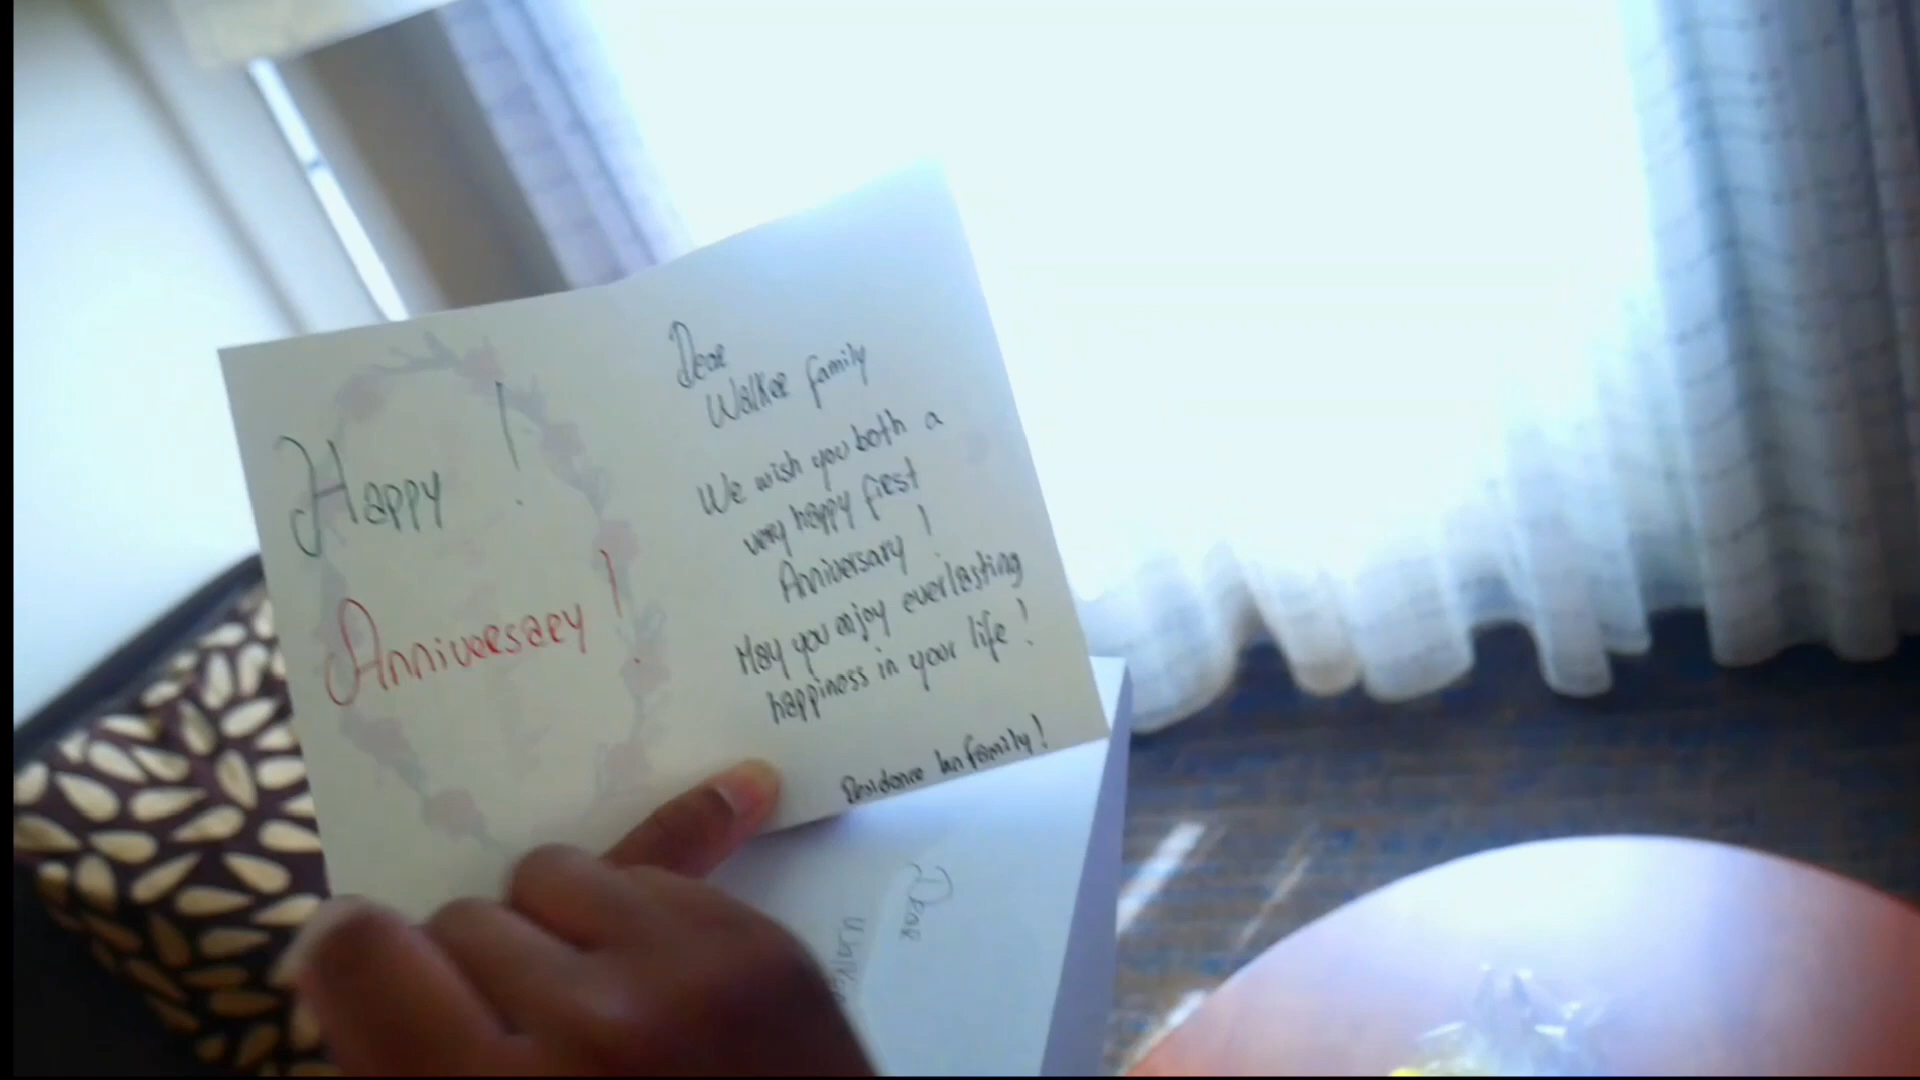 Happy !
Anniversary !
Dear
Walker family
We wish you both a
very happy first
Anniversary !
May you enjoy everlasting
happiness in your life !
Residence Inn family !
Dear
Walker